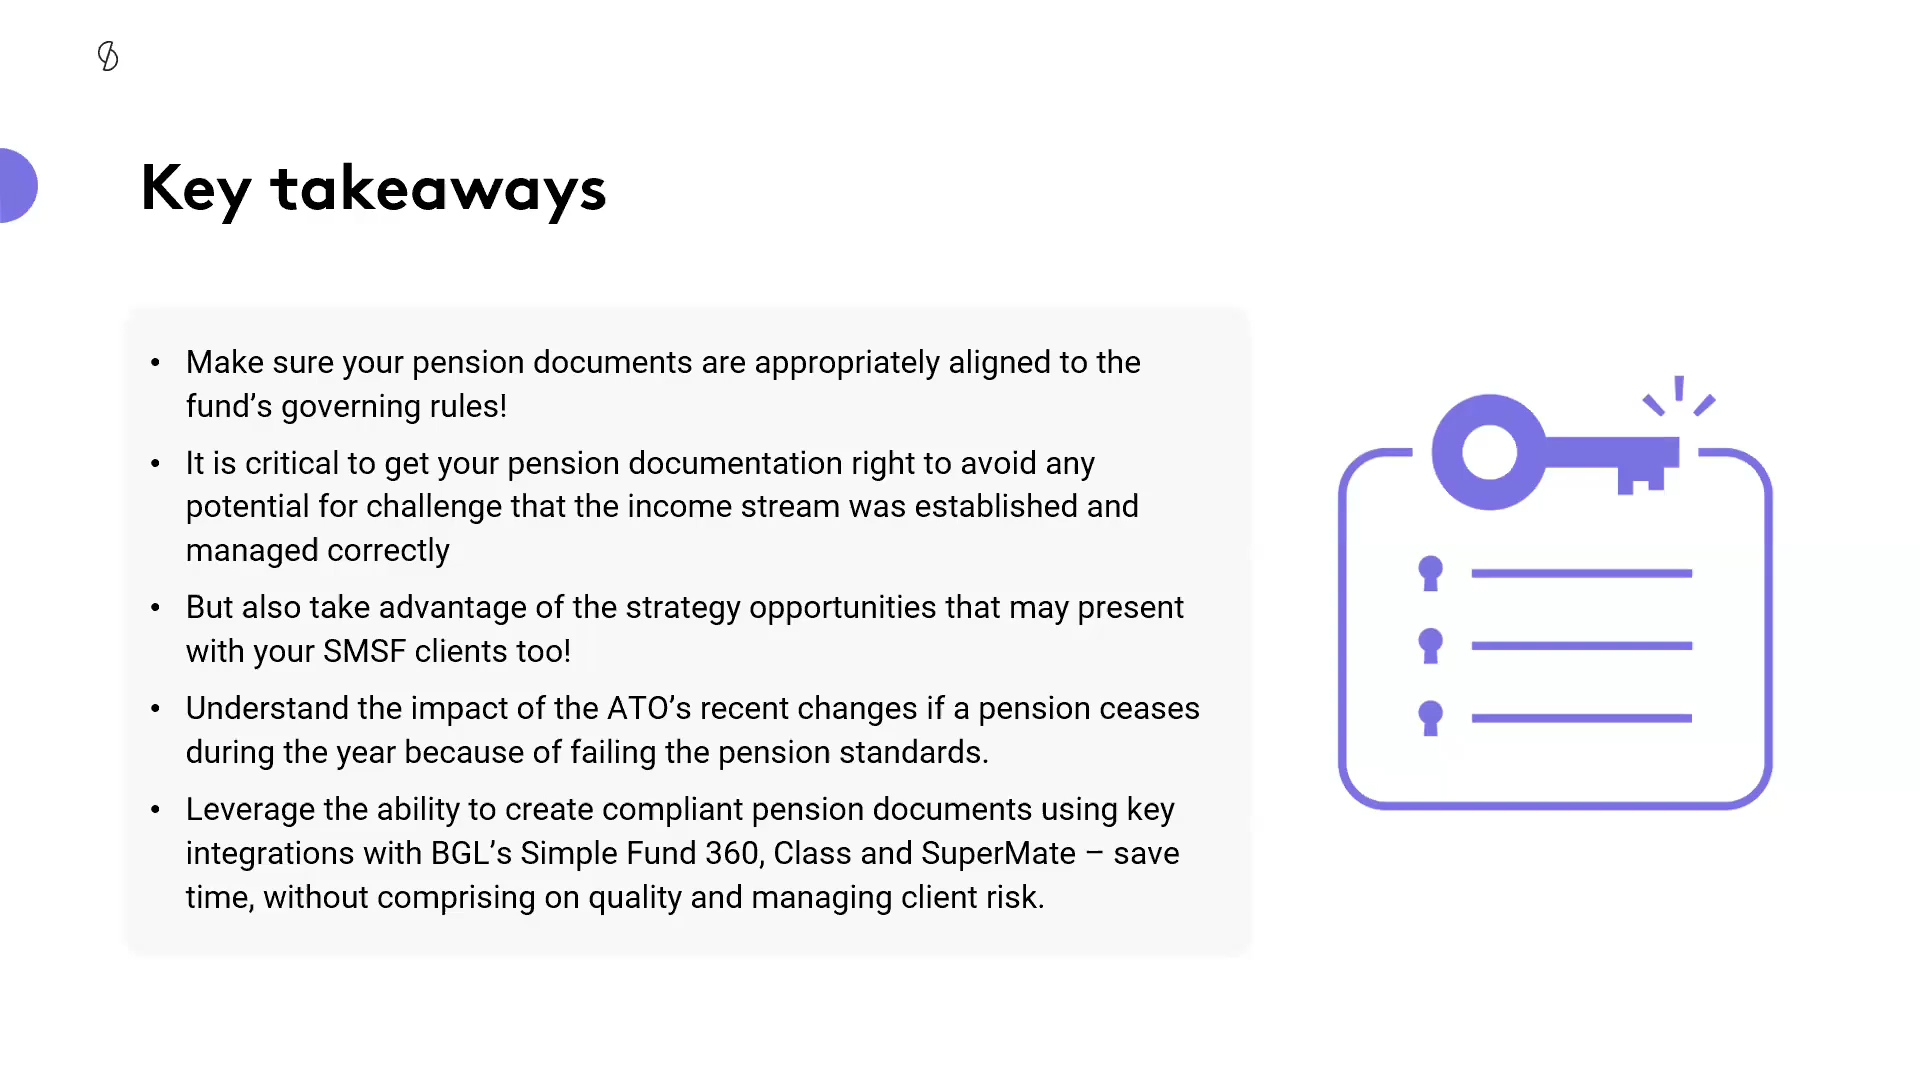 Key takeaways
• Make sure your pension documents are appropriately aligned to the
fund’s governing rules!
• It is critical to get your pension documentation right to avoid any
potential for challenge that the income stream was established and
managed correctly
• But also take advantage of the strategy opportunities that may present
with your SMSF clients too!
• Understand the impact of the ATO’s recent changes if a pension ceases
during the year because of failing the pension standards.
• Leverage the ability to create compliant pension documents using key
integrations with BGL’s Simple Fund 360, Class and SuperMate – save
time, without comprising on quality and managing client risk.